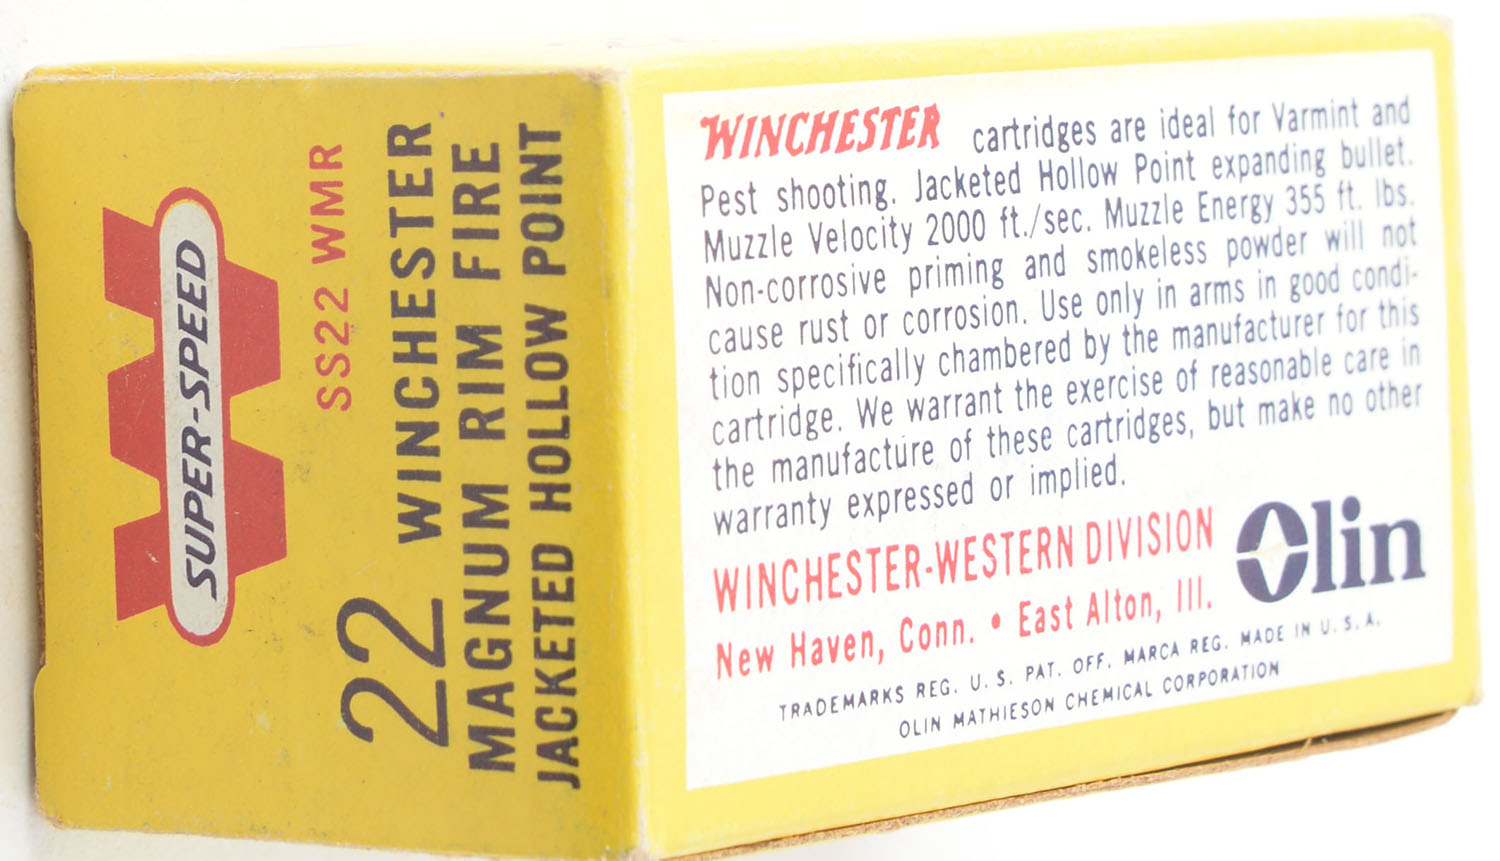 SUPER-SPEED
SS22 WMR
22 WINCHESTER
MAGNUM RIM FIRE
JACKETED HOLLOW POINT
WINCHESTER cartridges are ideal for Varmint and
Pest shooting. Jacketed Hollow Point expanding bullet.
Muzzle Velocity 2000 ft./sec. Muzzle Energy 355 ft. lbs.
Non-corrosive priming and smokeless powder will not
cause rust or corrosion. Use only in arms in good condi-
tion specifically chambered by the manufacturer for this
cartridge. We warrant the exercise of reasonable care in
the manufacture of these cartridges, but make no other
warranty expressed or implied.
WINCHESTER-WESTERN DIVISION
New Haven, Conn. • East Alton, Ill.
Olin
TRADEMARKS REG. U. S. PAT. OFF. MARCA REG. MADE IN U. S. A.
OLIN MATHIESON CHEMICAL CORPORATION